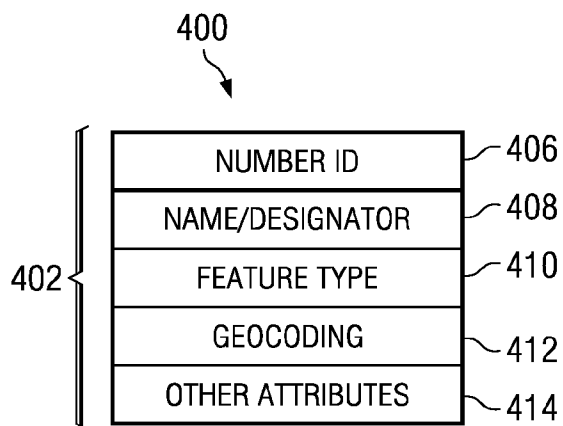 400
NUMBER ID 406
NAME/DESIGNATOR 408
402 FEATURE TYPE 410
GEOCODING 412
OTHER ATTRIBUTES 414